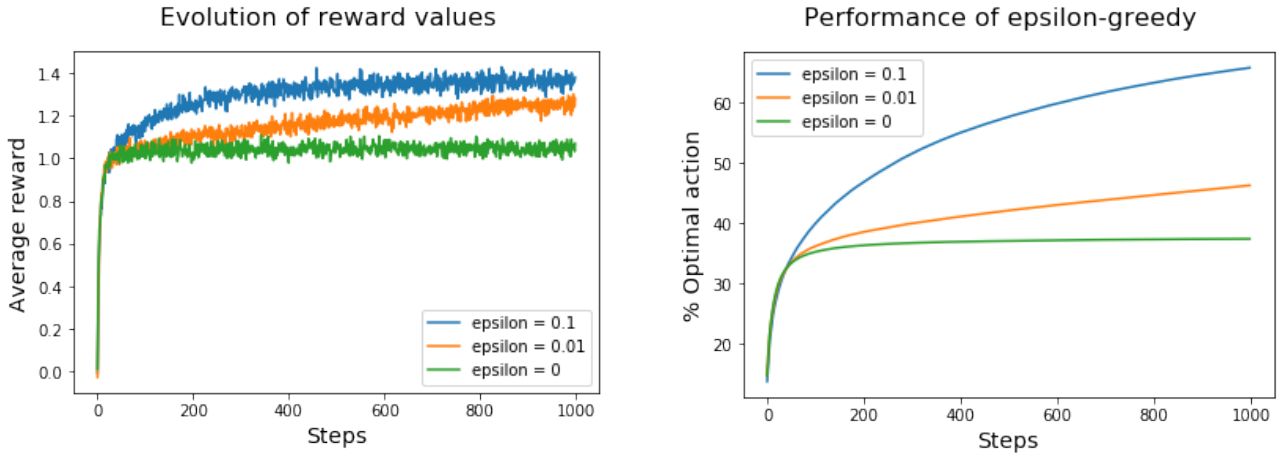 Evolution of reward values
Average reward
1.4
1.2
1.0
0.8
0.6
0.4
0.2
0.0
epsilon = 0.1
epsilon = 0.01
epsilon = 0
0 200 400 600 800 1000
Steps
Performance of epsilon-greedy
% Optimal action
epsilon = 0.1
epsilon = 0.01
epsilon = 0
60
50
40
30
20
0 200 400 600 800 1000
Steps